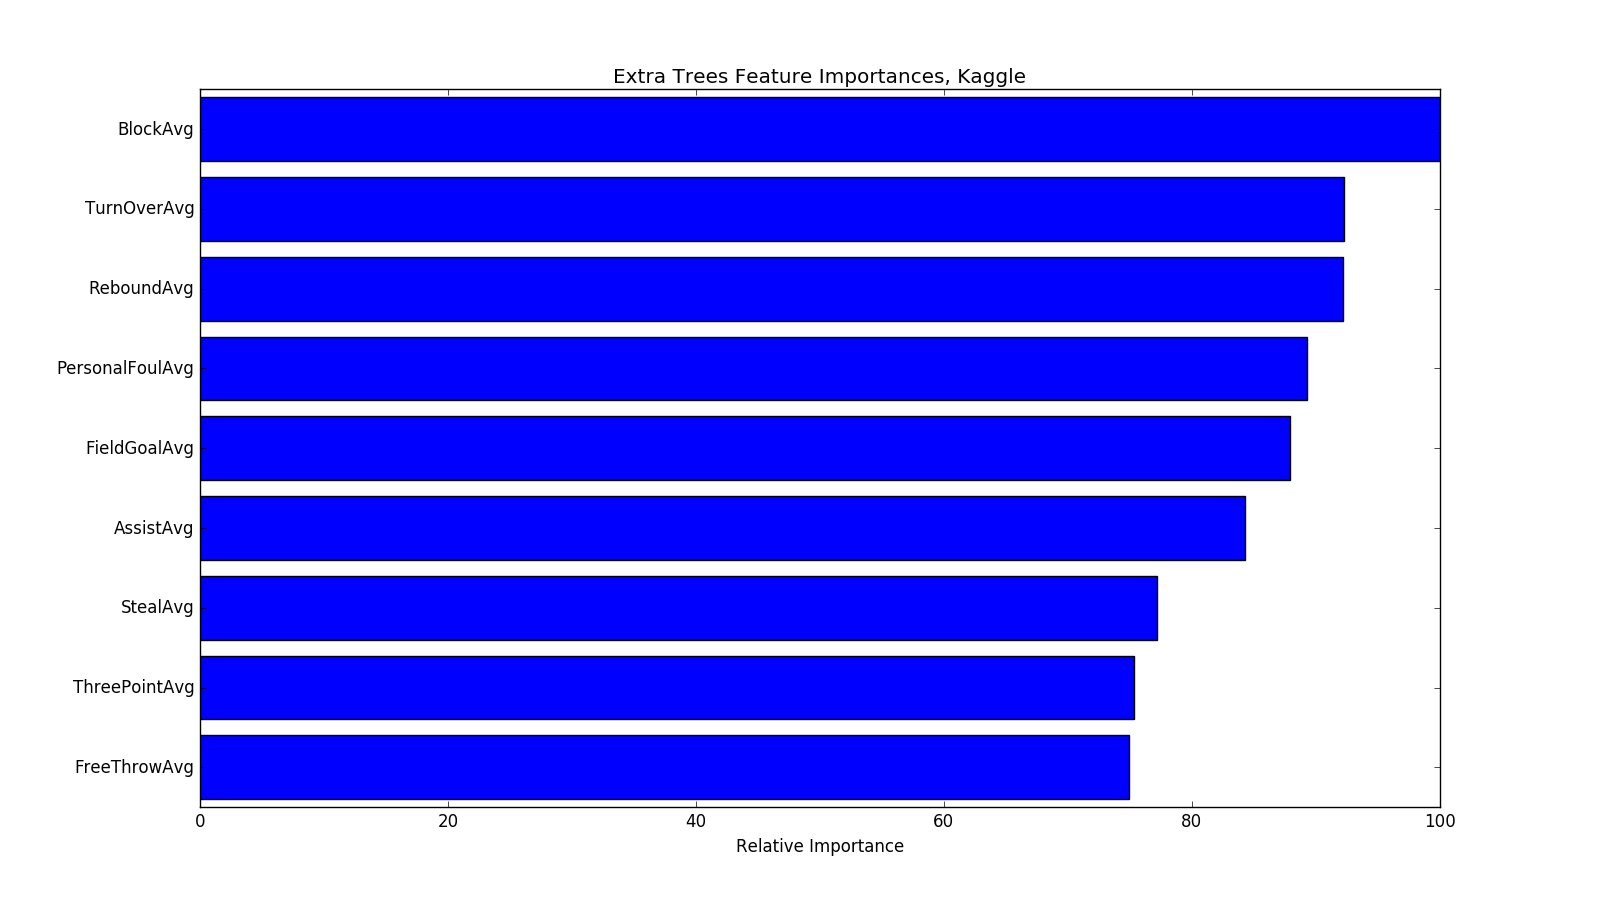 Extra Trees Feature Importances, Kaggle
BlockAvg
TurnOverAvg
ReboundAvg
PersonalFoulAvg
FieldGoalAvg
AssistAvg
StealAvg
ThreePointAvg
FreeThrowAvg
0 20 40 60 80 100
Relative Importance